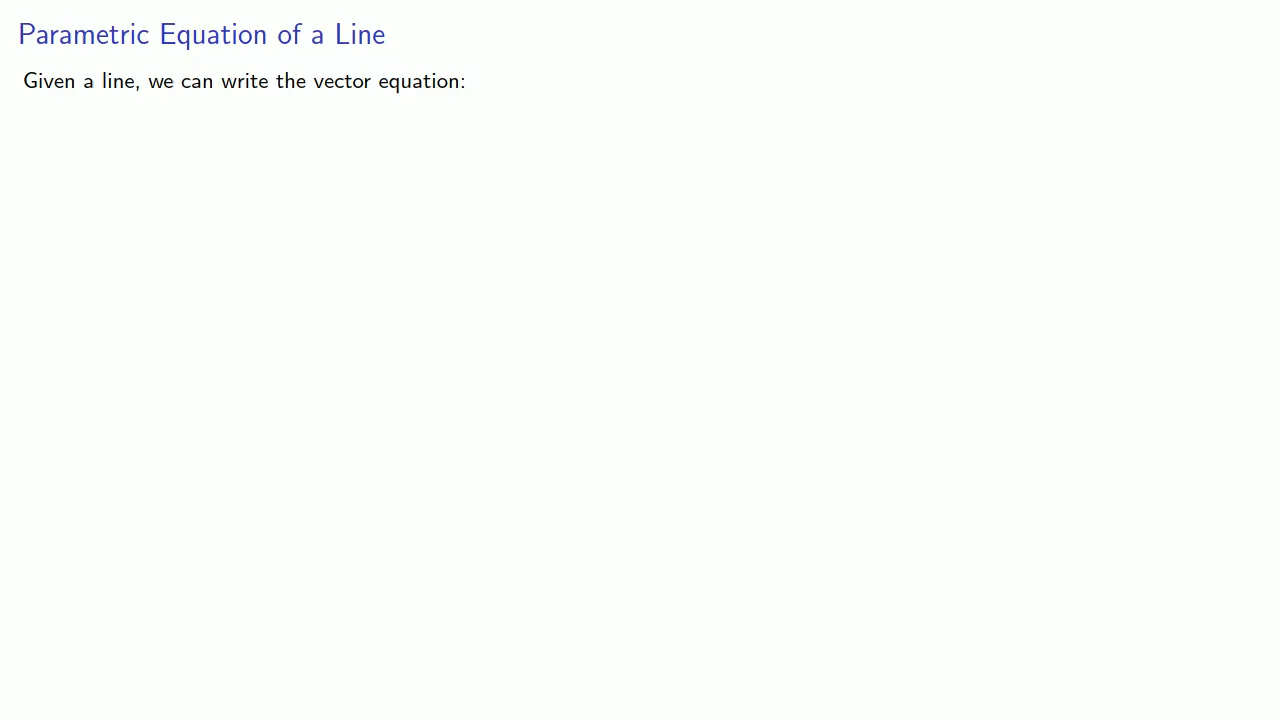 Parametric Equation of a Line
Given a line, we can write the vector equation: